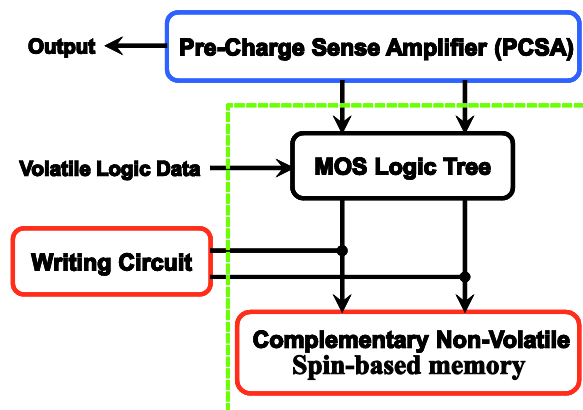 Output
Pre-Charge Sense Amplifier (PCSA)
MOS Logic Tree
Volatile Logic Data
Writing Circuit
Complementary Non-Volatile
Spin-based memory